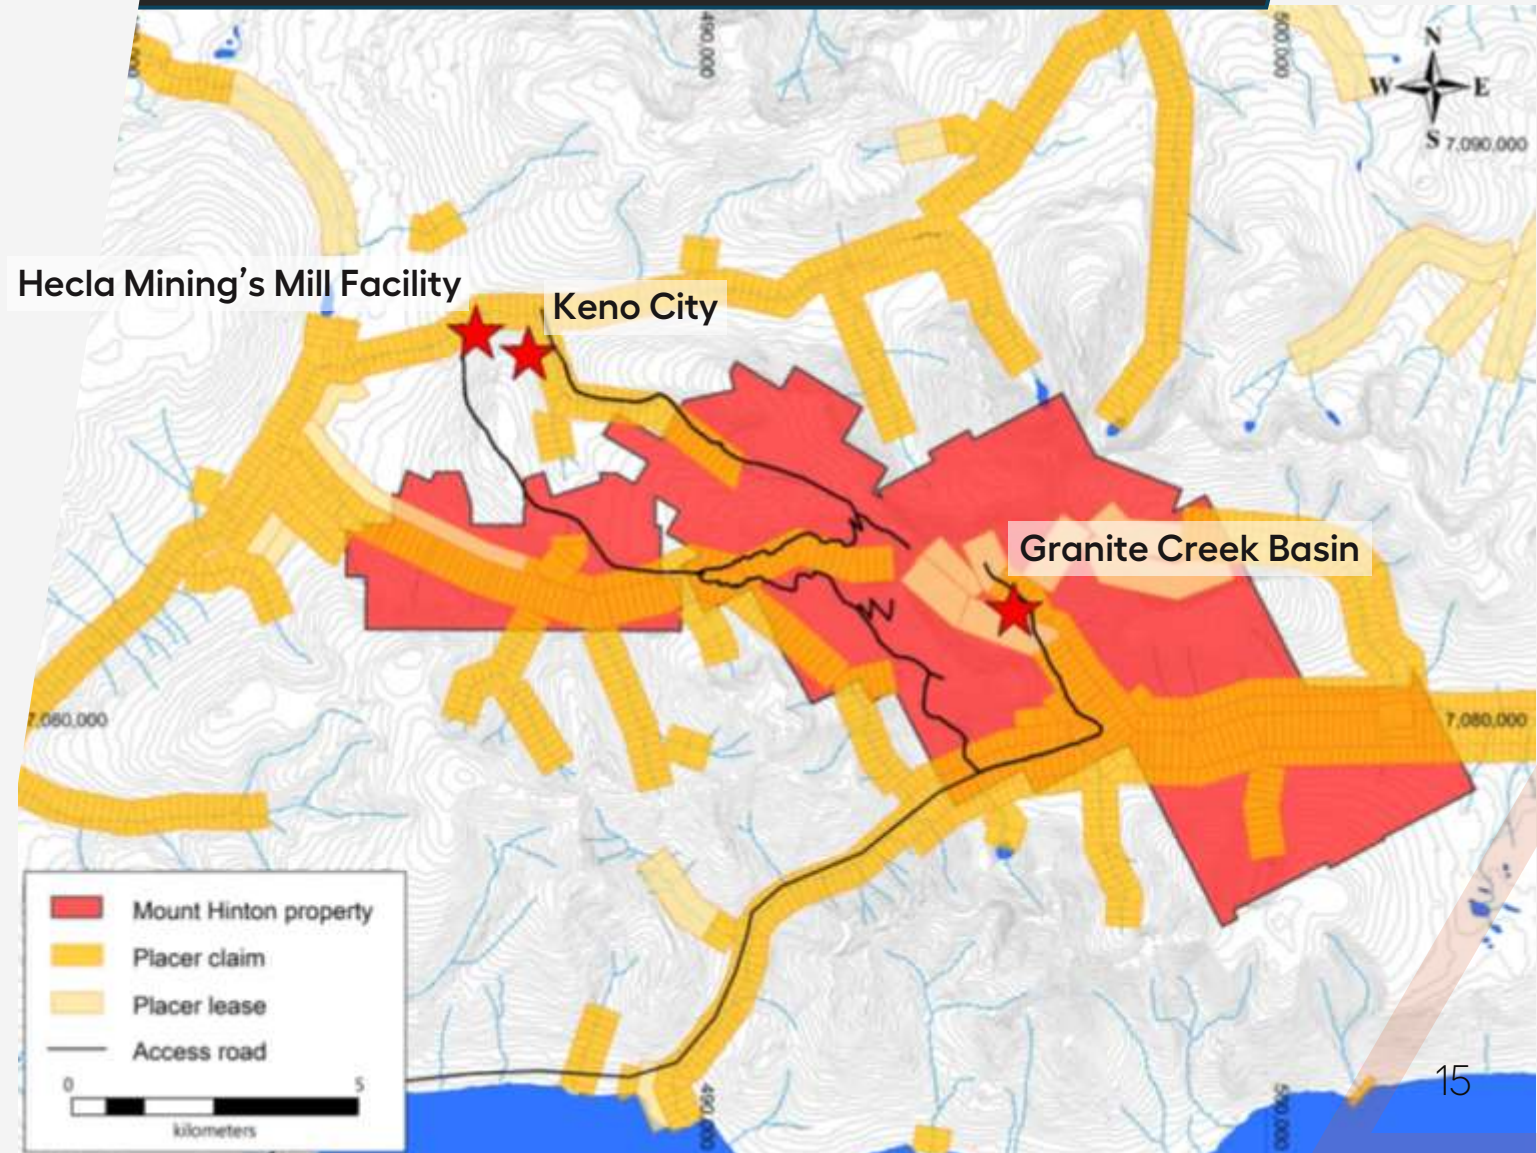 490,000
500,000
N
W E
S
7,090,000
Hecla Mining's Mill Facility
Keno City
Granite Creek Basin
7,080,000
7,080,000
Mount Hinton property
Placer claim
Placer lease
Access road
0 5
kilometers
490,000
500,000
15